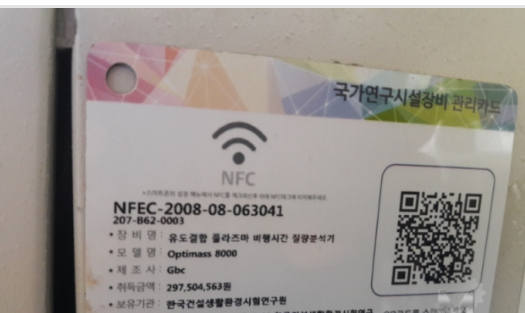 국가연구시설장비 관리카드
NFC
NFEC-2008-08-063041
207-B62-0003
• 장 비 명 : 유도결합 플라즈마 비행시간 질량분석기
• 모 델 명 : Optimass 8000
• 제 조 사 : Gbc
• 취득금액 : 297,504,563원
• 보유기관 : 한국건설생활환경시험연구원